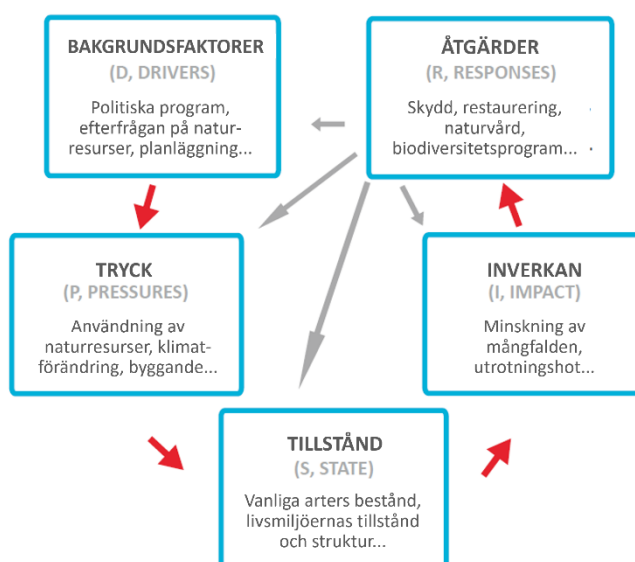 BAKGRUNDSFAKTORER
(D, DRIVERS)
Politiska program,
efterfrågan på natur-
resurser, planläggning...
ÅTGÄRDER
(R, RESPONSES)
Skydd, restaurering,
naturvård,
biodiversitetsprogram...
TRYCK
(P, PRESSURES)
Användning av
naturresurser, klimat-
förändring, byggande...
INVERKAN
(I, IMPACT)
Minskning av
mångfalden,
utrotningshot...
TILLSTÅND
(S, STATE)
Vanliga arters bestånd,
livsmiljöernas tillstånd
och struktur...